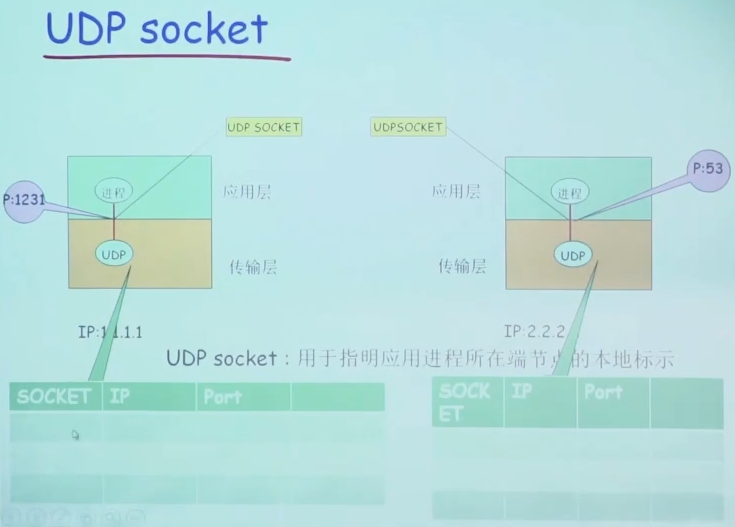 UDP socket
UDP SOCKET
UDPSOCKET
P:1231
进程
应用层
应用层
进程
P:53
UDP
传输层
传输层
UDP
IP:1.1.1.1
IP:2.2.2
UDP socket：用于指明应用进程所在端节点的本地标示
SOCKET IP Port
SOCK
ET IP Port